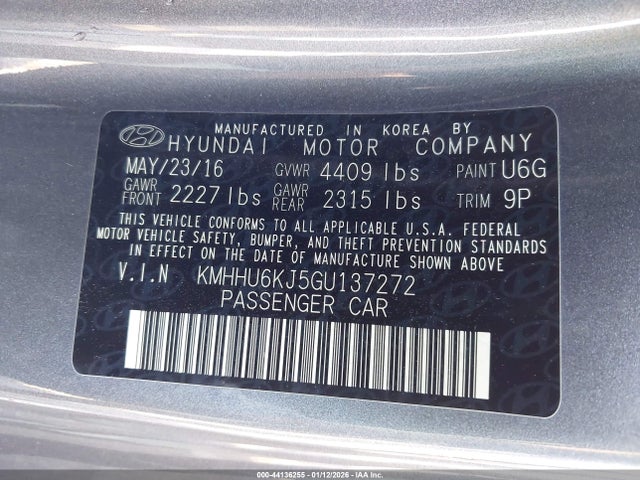 MANUFACTURED IN KOREA BY
HYUNDAI MOTOR COMPANY
MAY/23/16 GVWR 4409 lbs PAINT U6G
GAWR FRONT 2227 lbs GAWR REAR 2315 lbs TRIM 9P
THIS VEHICLE CONFORMS TO ALL APPLICABLE U.S.A. FEDERAL
MOTOR VEHICLE SAFETY, BUMPER, AND THEFT PREVENTION STANDARDS
IN EFFECT ON THE DATE OF MANUFACTURE SHOWN ABOVE
V.I.N KMHHU6KJ5GU137272
PASSENGER CAR
000-44136255 - 01/12/2026 - IAA Inc.